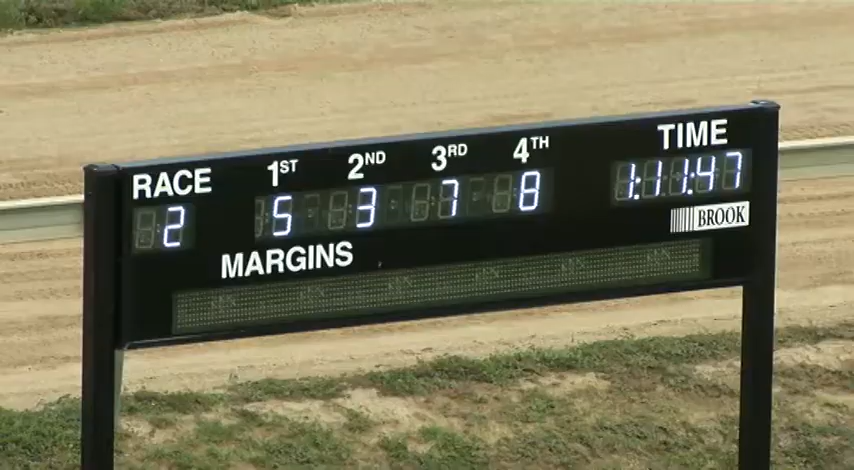 RACE 1ST 2ND 3RD 4TH TIME
2 5 3 7 8 1:11.47
BROOK
MARGINS